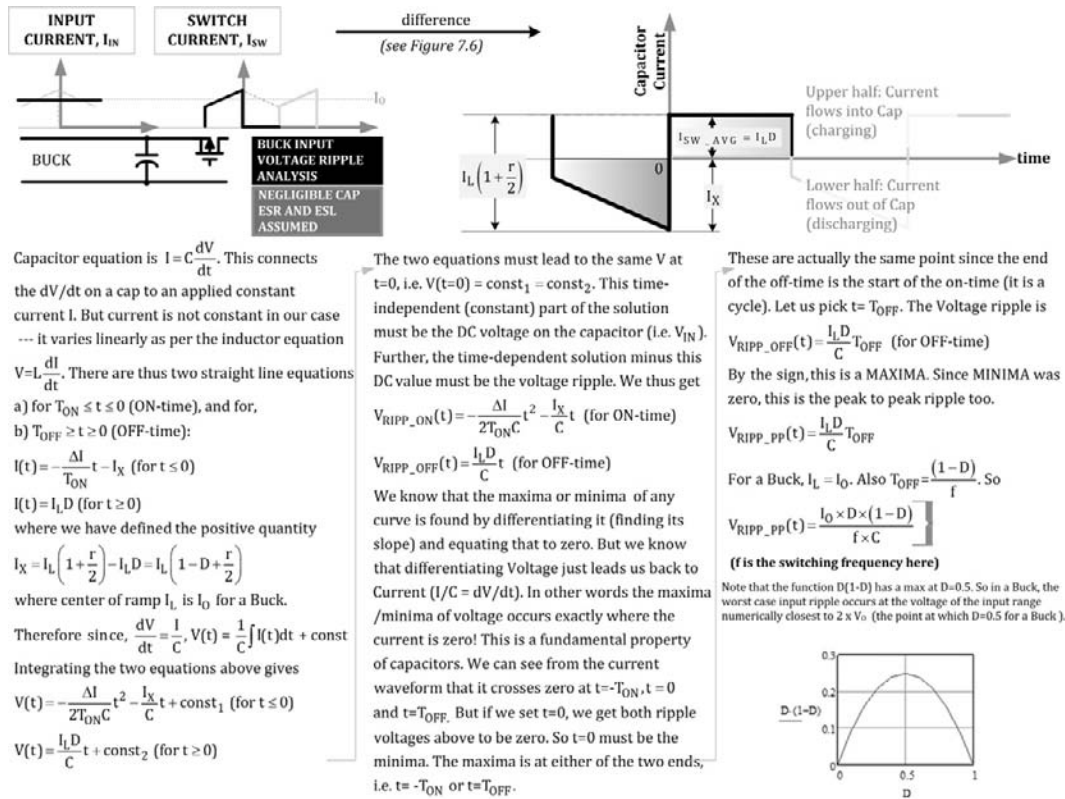 INPUT
CURRENT, I_IN
SWITCH
CURRENT, I_SW
difference
(see Figure 7.6)
I_O
BUCK
BUCK INPUT
VOLTAGE RIPPLE
ANALYSIS
NEGLIGIBLE CAP
ESR AND ESL
ASSUMED
Capacitor
Current
I_L(1+r/2)
I_SW_AVG = I_L D
0
I_X
Upper half: Current
flows into Cap
(charging)
time
Lower half: Current
flows out of Cap
(discharging)
Capacitor equation is I=C dV/dt. This connects
the dV/dt on a cap to an applied constant
current I. But current is not constant in our case
--- it varies linearly as per the inductor equation
V=L dI/dt. There are thus two straight line equations
a) for T_ON ≤ t ≤ 0 (ON-time), and for,
b) T_OFF ≥ t ≥ 0 (OFF-time):
I(t)=-ΔI/T_ON t - I_X (for t ≤ 0)
I(t)=I_L D (for t ≥ 0)
where we have defined the positive quantity
I_X = I_L(1+r/2)-I_L D = I_L(1-D+r/2)
where center of ramp I_L is I_O for a Buck.
Therefore since, dV/dt = I/C, V(t) = 1/C ∫I(t)dt + const
Integrating the two equations above gives
V(t)=-ΔI/2T_ON C t² - I_X/C t + const₁ (for t ≤ 0)
V(t)=I_L D/C t + const₂ (for t ≥ 0)
The two equations must lead to the same V at
t=0, i.e. V(t=0) = const₁ = const₂. This time-
independent (constant) part of the solution
must be the DC voltage on the capacitor (i.e. V_IN).
Further, the time-dependent solution minus this
DC value must be the voltage ripple. We thus get
V_RIPP_ON(t)=-ΔI/2T_ON C t² - I_X/C t (for ON-time)
V_RIPP_OFF(t)=I_L D/C t (for OFF-time)
We know that the maxima or minima of any
curve is found by differentiating it (finding its
slope) and equating that to zero. But we know
that differentiating Voltage just leads us back to
Current (I/C = dV/dt). In other words the maxima
/minima of voltage occurs exactly where the
current is zero! This is a fundamental property
of capacitors. We can see from the current
waveform that it crosses zero at t=-T_ON, t = 0
and t=T_OFF. But if we set t=0, we get both ripple
voltages above to be zero. So t=0 must be the
minima. The maxima is at either of the two ends,
i.e. t= -T_ON or t=T_OFF.
These are actually the same point since the end
of the off-time is the start of the on-time (it is a
cycle). Let us pick t= T_OFF. The Voltage ripple is
V_RIPP_OFF(t)=I_L D/C T_OFF (for OFF-time)
By the sign, this is a MAXIMA. Since MINIMA was
zero, this is the peak to peak ripple too.
V_RIPP_PP(t)=I_L D/C T_OFF
For a Buck, I_L = I_O. Also T_OFF=(1-D)/f. So
V_RIPP_PP(t)=I_O×D×(1-D)/f×C
(f is the switching frequency here)
Note that the function D(1-D) has a max at D=0.5. So in a Buck, the
worst case input ripple occurs at the voltage of the input range
numerically closest to 2 x V_O (the point at which D=0.5 for a Buck ).
0.3
0.2
D·(1-D)
0.1
0
0
0.5
1
D